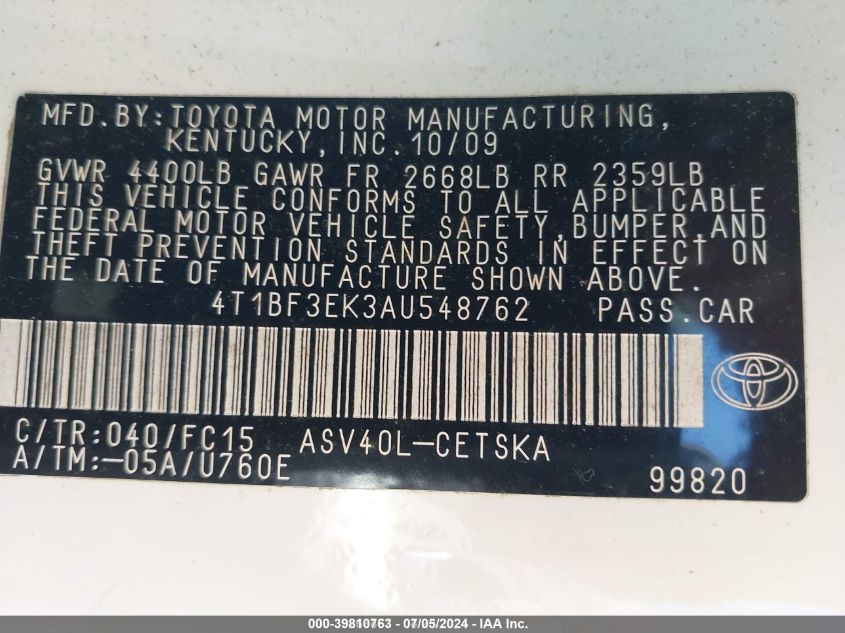 MFD.BY:TOYOTA MOTOR MANUFACTURING,
KENTUCKY,INC.10/09
GVWR 4400LB GAWR FR 2668LB RR 2359LB
THIS VEHICLE CONFORMS TO ALL APPLICABLE
FEDERAL MOTOR VEHICLE SAFETY,BUMPER,AND
THEFT PREVENTION STANDARDS IN EFFECT ON
THE DATE OF MANUFACTURE SHOWN ABOVE.
4T1BF3EK3AU548762 PASS.CAR
C/TR:040/FC15 ASV40L-CETSKA
A/TM:-05A/U760E
99820
000-39810763 - 07/05/2024 - IAA Inc.